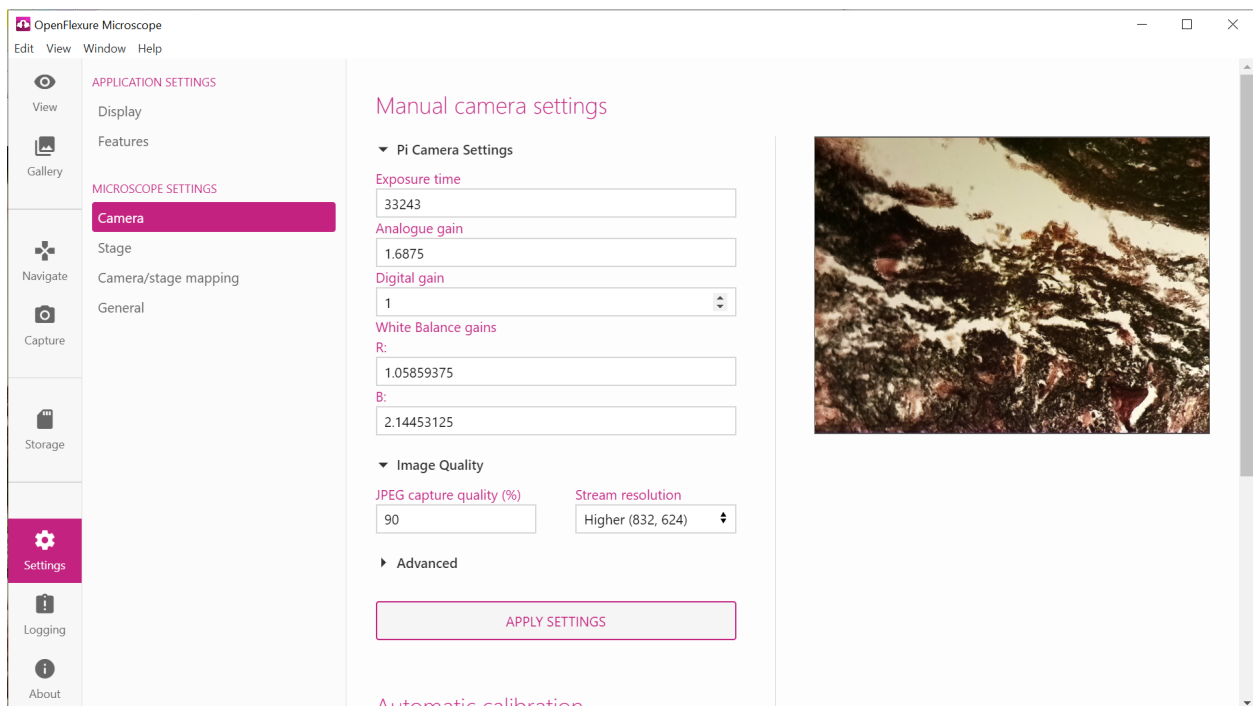 OpenFlexure Microscope
Edit View Window Help
View
Gallery
Navigate
Capture
Storage
Settings
Logging
About
APPLICATION SETTINGS
Display
Features
MICROSCOPE SETTINGS
Camera
Stage
Camera/stage mapping
General
Manual camera settings
Pi Camera Settings
Exposure time
33243
Analogue gain
1.6875
Digital gain
1
White Balance gains
R:
1.05859375
B:
2.14453125
Image Quality
JPEG capture quality (%) Stream resolution
90 Higher (832, 624)
Advanced
APPLY SETTINGS
Automatic calibration